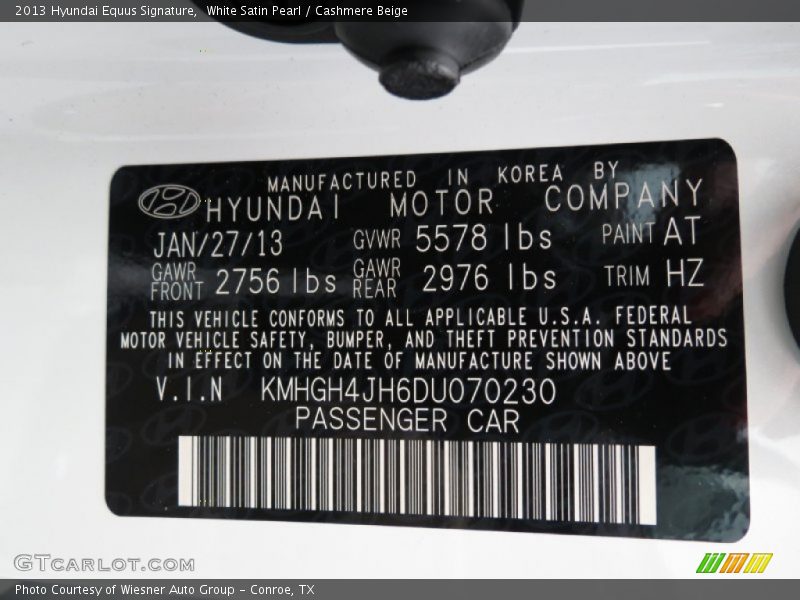 2013 Hyundai Equus Signature, White Satin Pearl / Cashmere Beige
MANUFACTURED IN KOREA BY
HYUNDAI MOTOR COMPANY
JAN/27/13 GVWR 5578 lbs PAINT AT
GAWR FRONT 2756 lbs GAWR REAR 2976 lbs TRIM HZ
THIS VEHICLE CONFORMS TO ALL APPLICABLE U.S.A. FEDERAL
MOTOR VEHICLE SAFETY, BUMPER, AND THEFT PREVENTION STANDARDS
IN EFFECT ON THE DATE OF MANUFACTURE SHOWN ABOVE
V.I.N KMHGH4JH6DU070230
PASSENGER CAR
GTCARLOT.COM
Photo Courtesy of Wiesner Auto Group - Conroe, TX